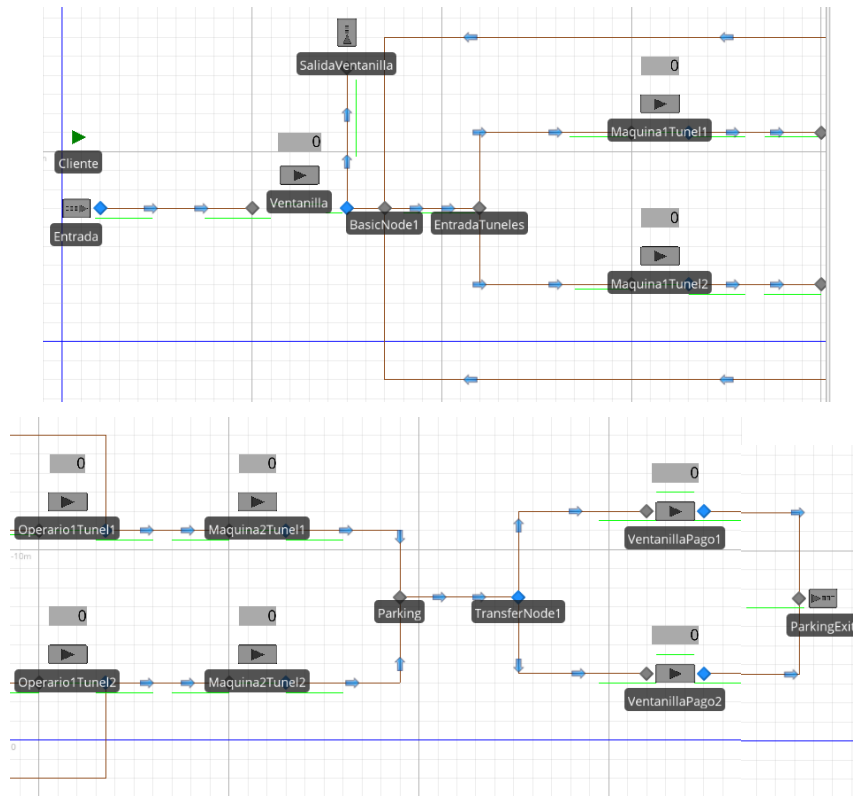 SalidaVentanilla
0
Maquina1Tunel1
Cliente
0
Ventanilla
Entrada
BasicNode1
EntradaTuneles
0
Maquina1Tunel2
0
Operario1Tunel1
0
Maquina2Tunel1
0
VentanillaPago1
-10m
Parking
TransferNode1
ParkingExit
0
Operario1Tunel2
0
Maquina2Tunel2
0
VentanillaPago2
0